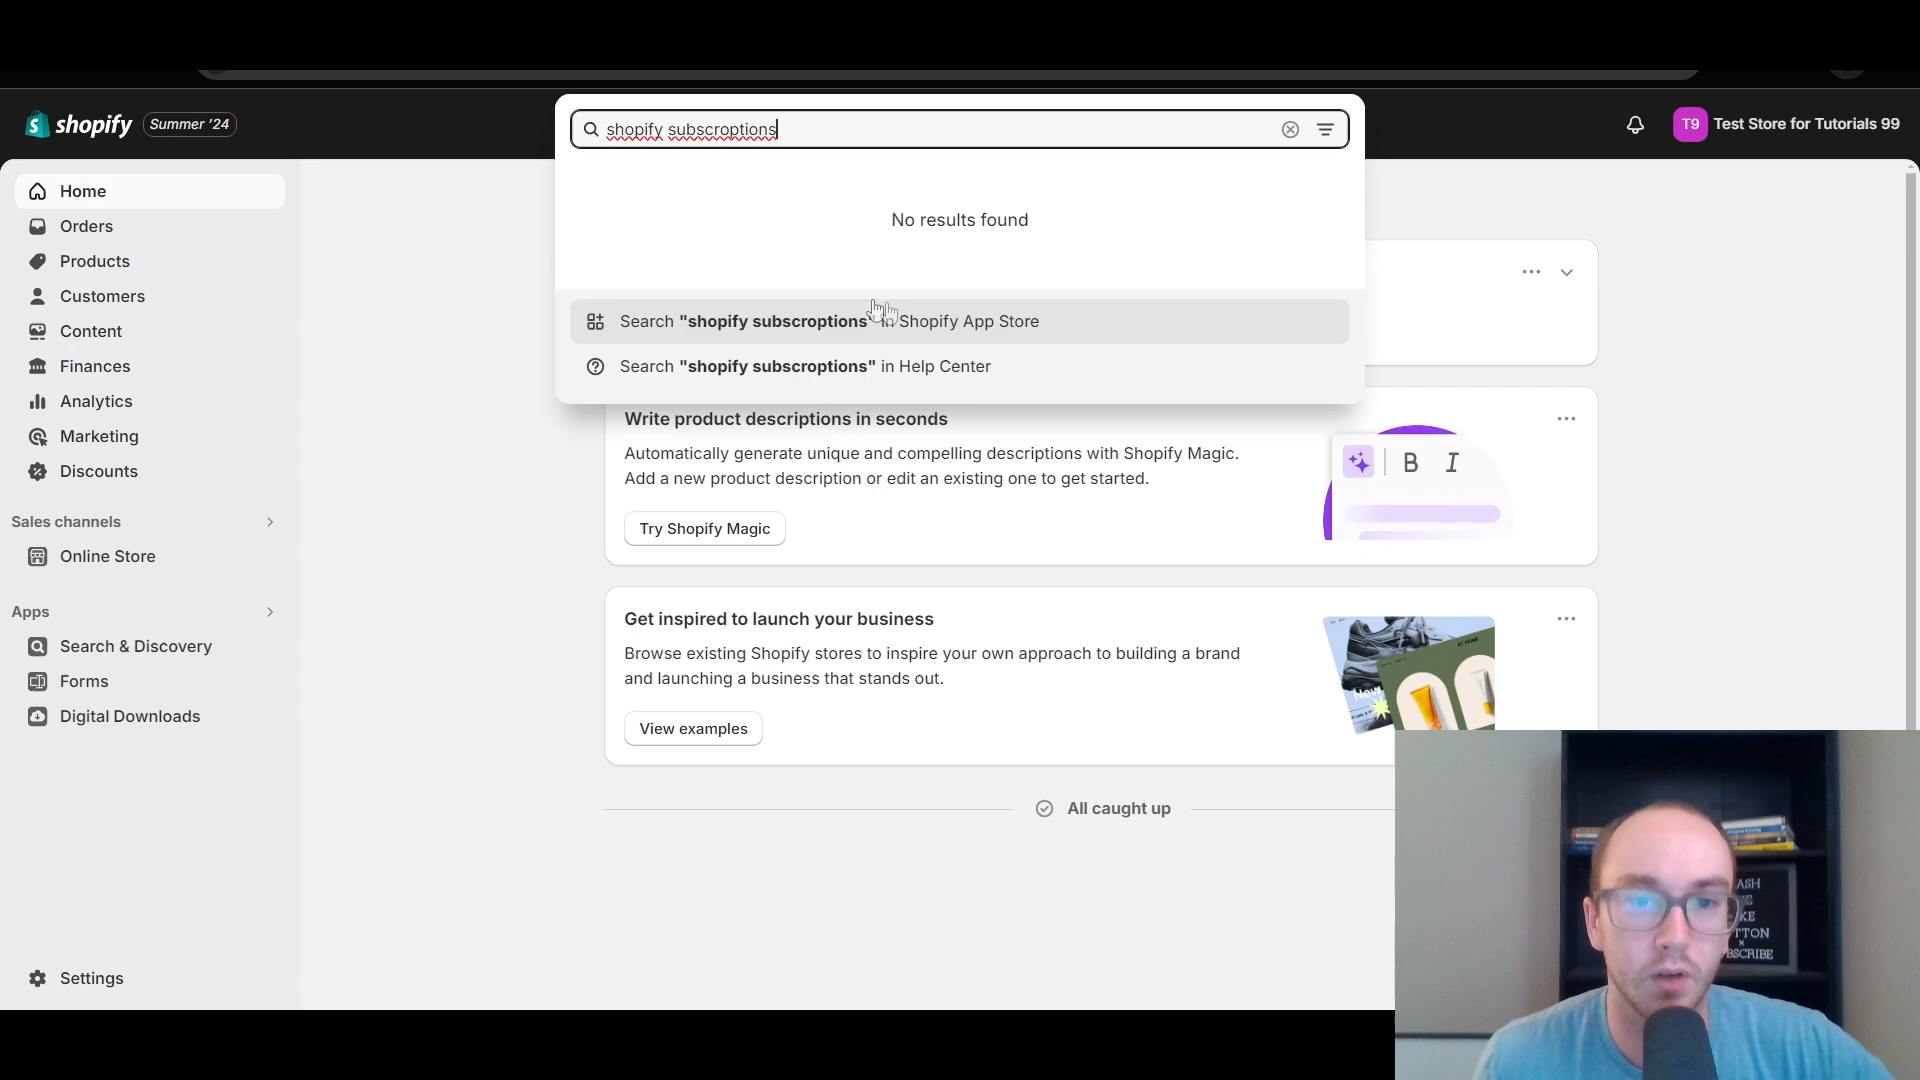 shopify Summer '24
shopify subscroptions
T9 Test Store for Tutorials 99
Home
Orders
Products
Customers
Content
Finances
Analytics
Marketing
Discounts
Sales channels
Online Store
Apps
Search & Discovery
Forms
Digital Downloads
Settings
No results found
Search "shopify subscroptions" in Shopify App Store
Search "shopify subscroptions" in Help Center
Write product descriptions in seconds
Automatically generate unique and compelling descriptions with Shopify Magic.
Add a new product description or edit an existing one to get started.
Try Shopify Magic
B I
Get inspired to launch your business
Browse existing Shopify stores to inspire your own approach to building a brand
and launching a business that stands out.
View examples
New
All caught up